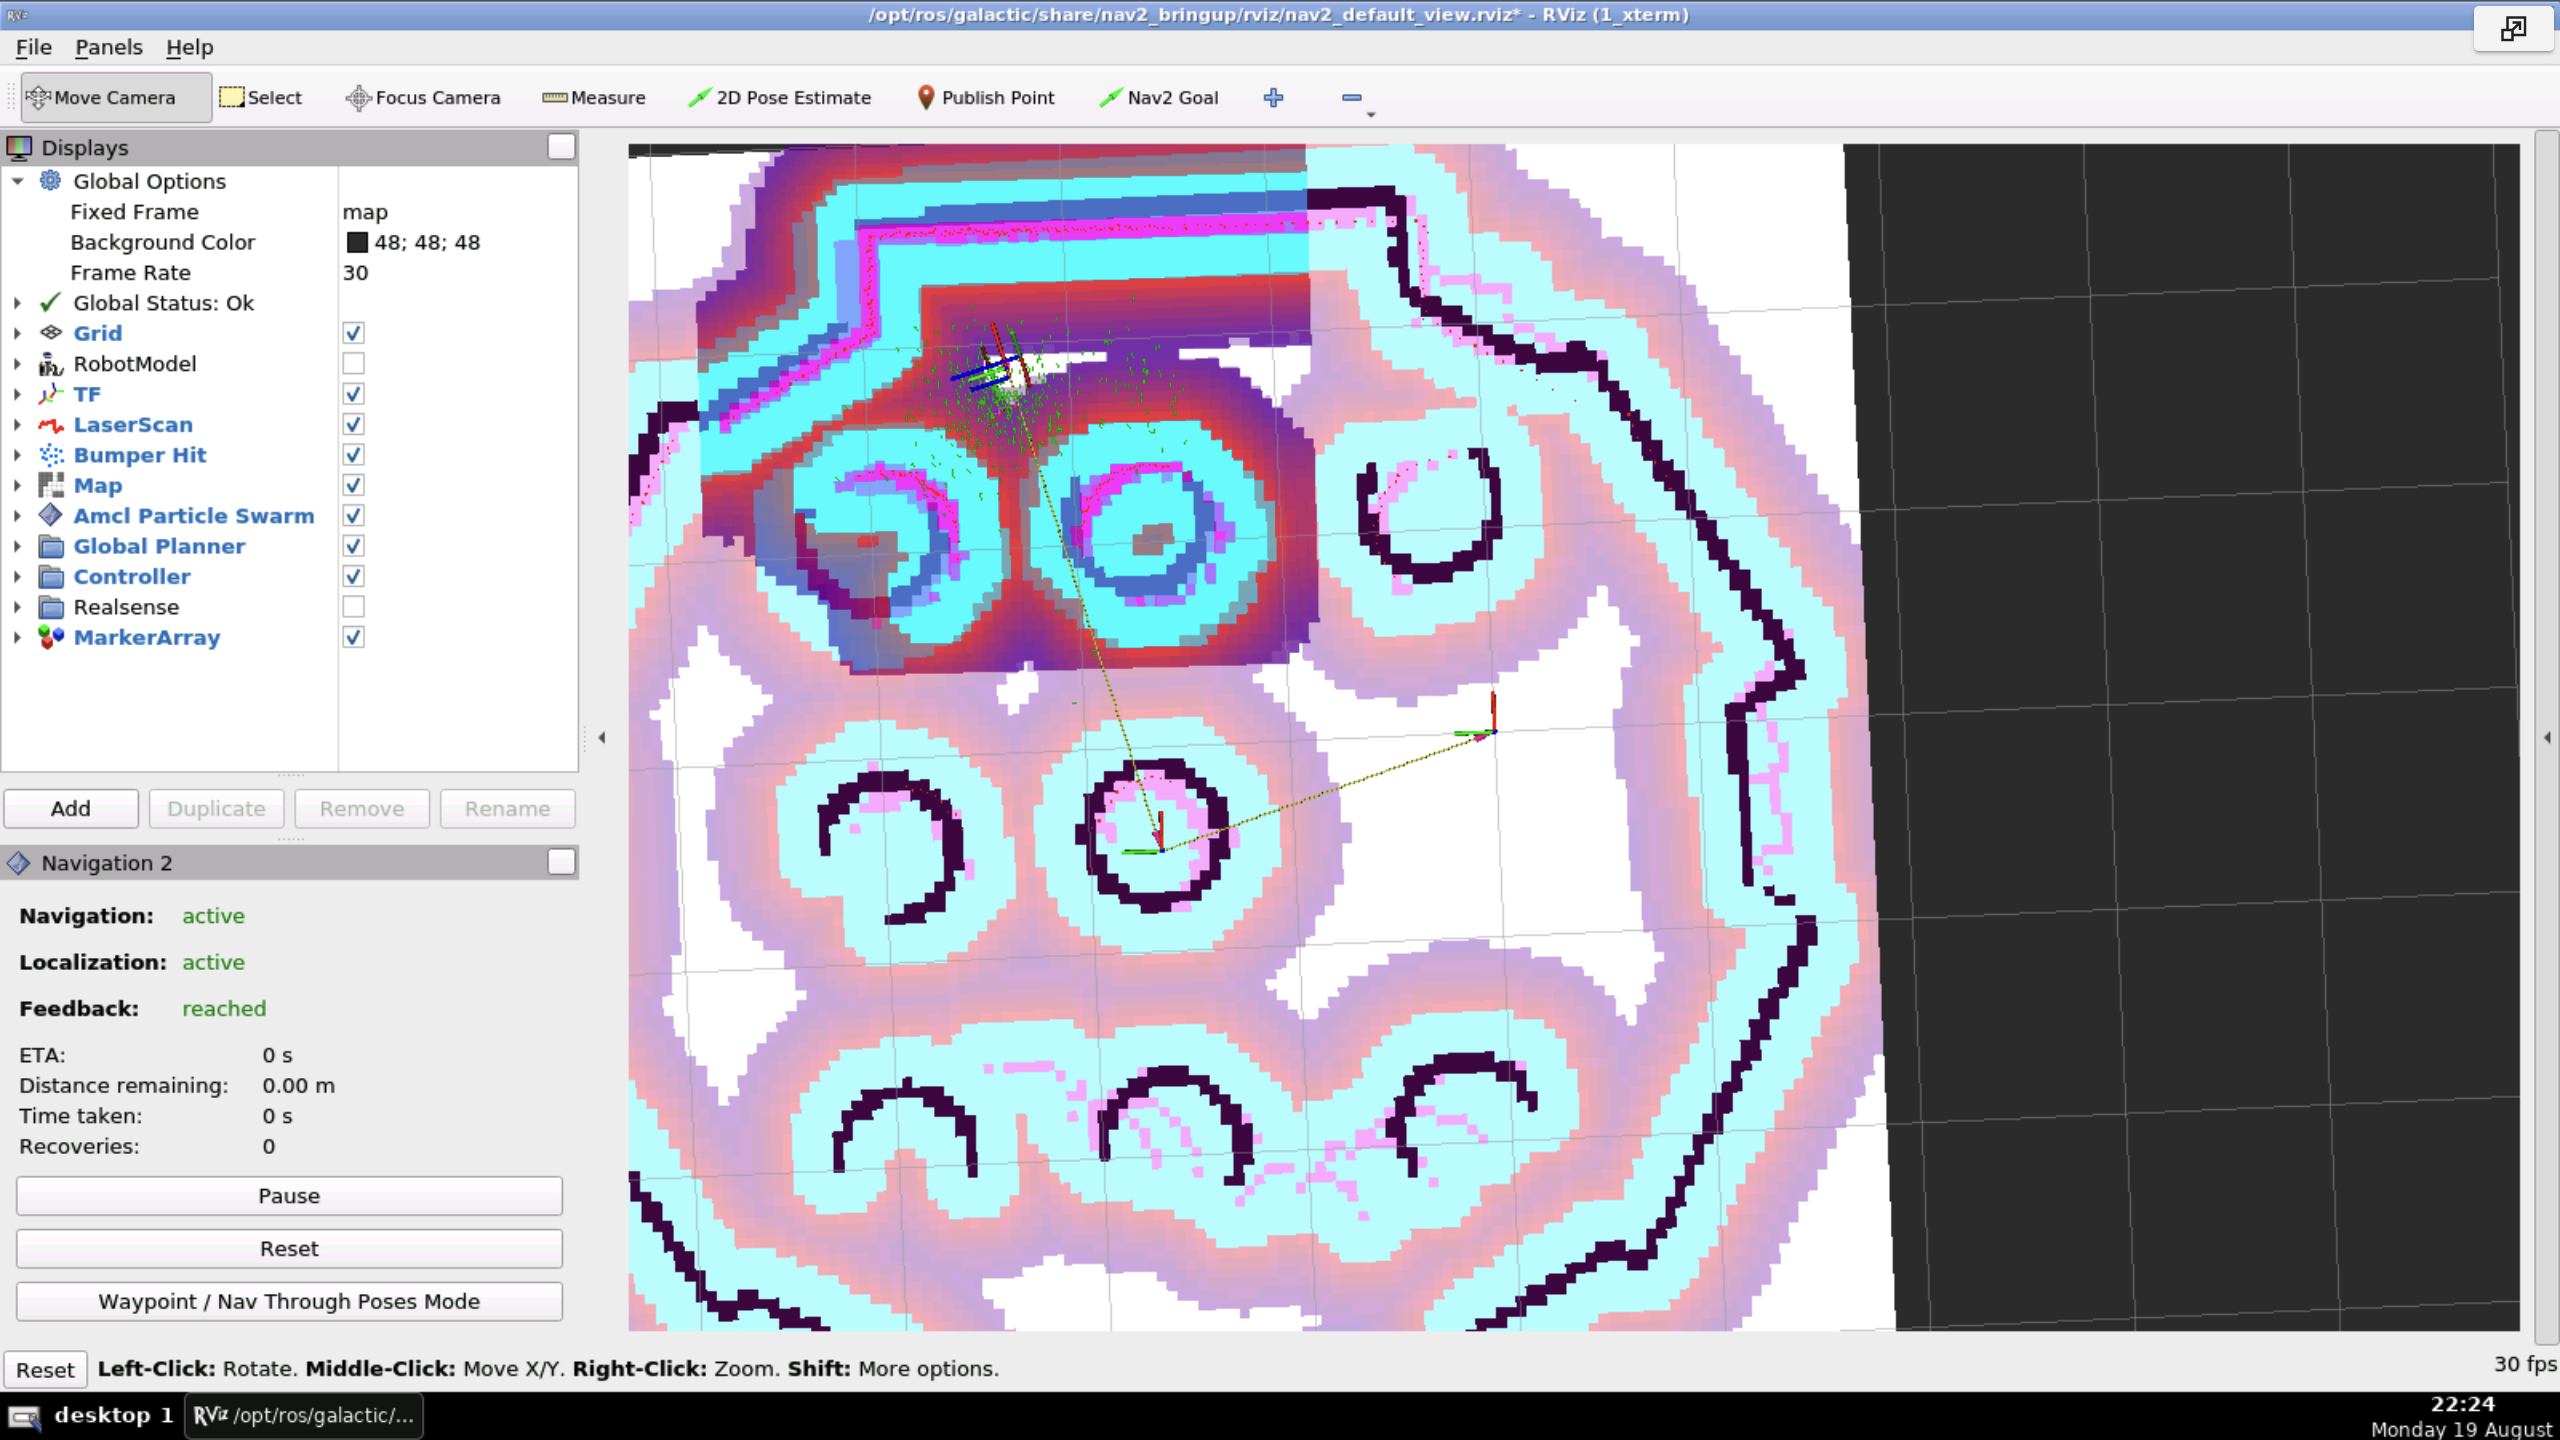 RViz
/opt/ros/galactic/share/nav2_bringup/rviz/nav2_default_view.rviz* - RViz (1_xterm)
File Panels Help
Move Camera Select Focus Camera Measure 2D Pose Estimate Publish Point Nav2 Goal
Displays
Global Options
Fixed Frame map
Background Color 48; 48; 48
Frame Rate 30
Global Status: Ok
Grid
RobotModel
TF
LaserScan
Bumper Hit
Map
Amcl Particle Swarm
Global Planner
Controller
Realsense
MarkerArray
Add Duplicate Remove Rename
Navigation 2
Navigation: active
Localization: active
Feedback: reached
ETA: 0 s
Distance remaining: 0.00 m
Time taken: 0 s
Recoveries: 0
Pause
Reset
Waypoint / Nav Through Poses Mode
Reset Left-Click: Rotate. Middle-Click: Move X/Y. Right-Click: Zoom. Shift: More options. 30 fps
desktop 1 RViz /opt/ros/galactic/... 22:24
Monday 19 August